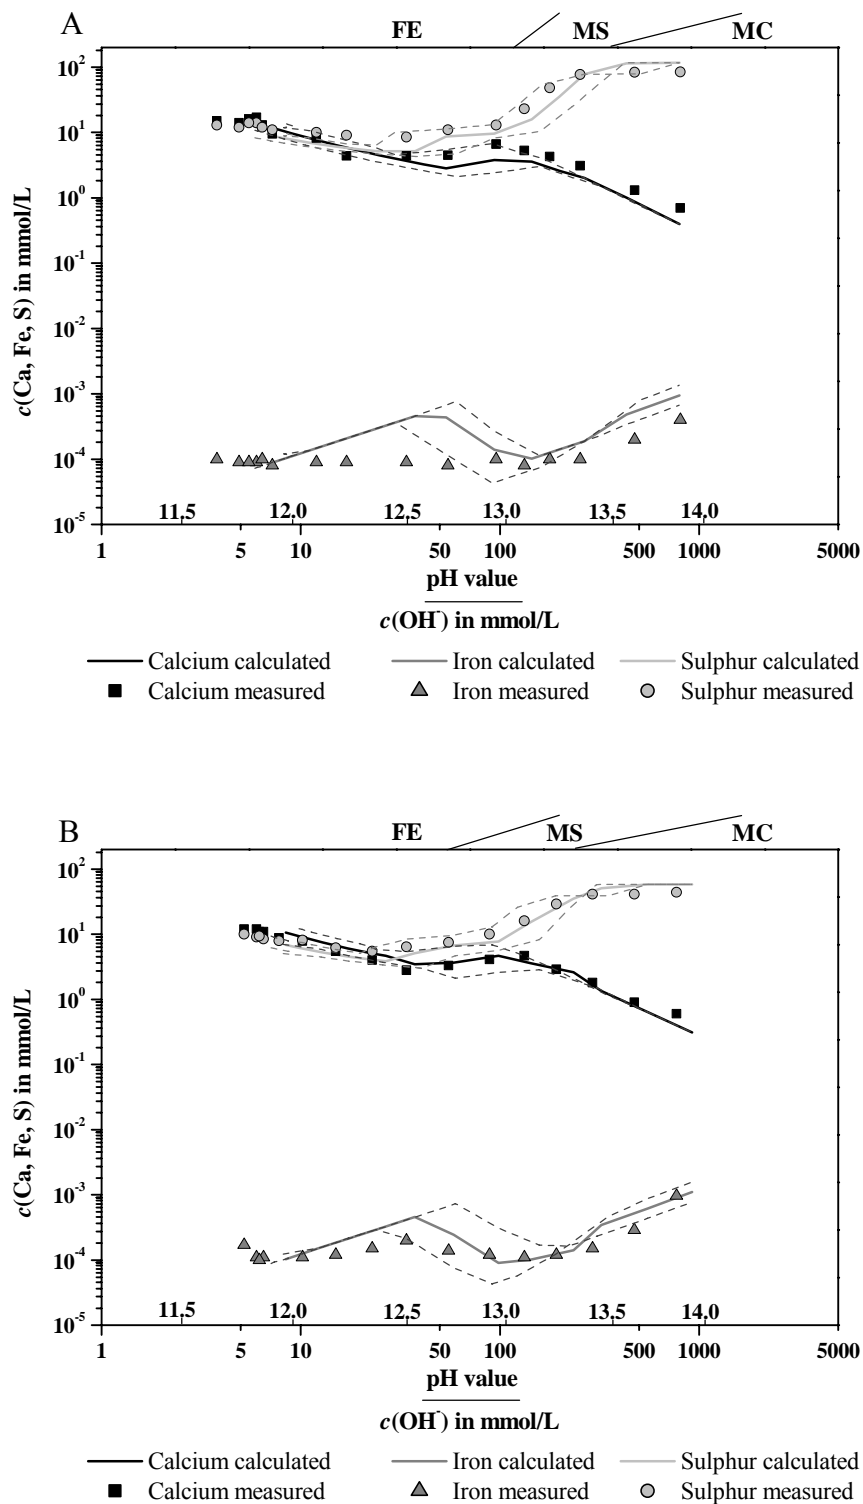 A
FE MS MC
10² 10¹ 10⁰ 10⁻¹ 10⁻² 10⁻³ 10⁻⁴ 10⁻⁵
c(Ca, Fe, S) in mmol/L
11.5 12.0 12.5 13.0 13.5 14.0
1 5 10 50 100 500 1000 5000
pH value
c(OH⁻) in mmol/L
Calcium calculated Iron calculated Sulphur calculated
Calcium measured Iron measured Sulphur measured
B
FE MS MC
10² 10¹ 10⁰ 10⁻¹ 10⁻² 10⁻³ 10⁻⁴ 10⁻⁵
c(Ca, Fe, S) in mmol/L
11.5 12.0 12.5 13.0 13.5 14.0
1 5 10 50 100 500 1000 5000
pH value
c(OH⁻) in mmol/L
Calcium calculated Iron calculated Sulphur calculated
Calcium measured Iron measured Sulphur measured